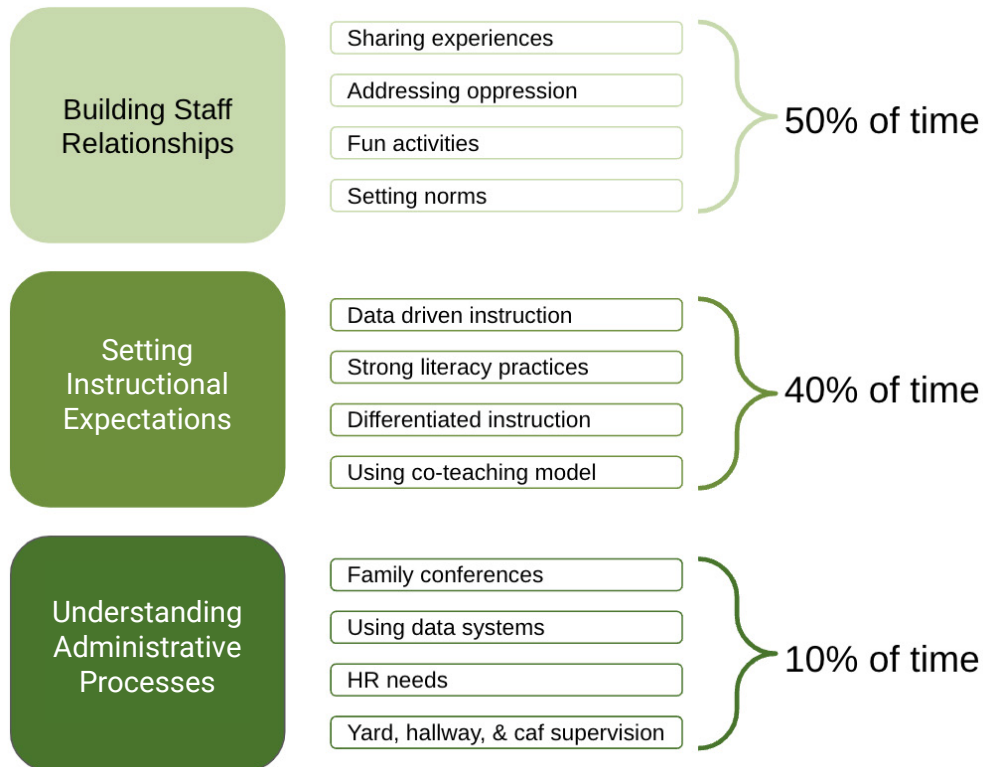 Building Staff
Relationships
Sharing experiences
Addressing oppression
Fun activities
Setting norms
50% of time
Setting
Instructional
Expectations
Data driven instruction
Strong literacy practices
Differentiated instruction
Using co-teaching model
40% of time
Understanding
Administrative
Processes
Family conferences
Using data systems
HR needs
Yard, hallway, & caf supervision
10% of time